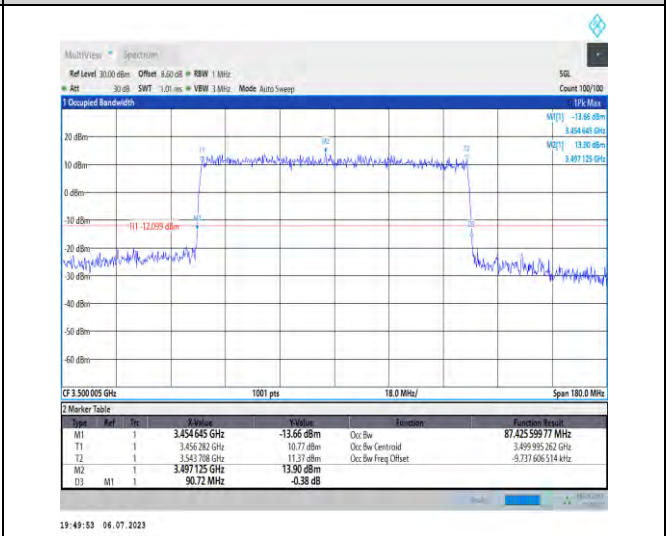 MultiView Spectrum
Ref Level 30.00 dBm Offset 8.60 dB RBW 1 MHz SGL
Att 30 dB SWT 1.01 ms VBW 3 MHz Mode Auto Sweep Count 100/100
1 Occupied Bandwidth 1Pk Max
M1[1] -13.66 dBm
3.454 645 GHz
M2[1] 13.90 dBm
3.497 125 GHz
20 dBm
T1 M2 T2
10 dBm
0 dBm
-10 dBm
H1 -12.099 dBm M1 D3
-20 dBm
-30 dBm
-40 dBm
-50 dBm
-60 dBm
CF 3.500 005 GHz 1001 pts 18.0 MHz/ Span 180.0 MHz
2 Marker Table
Type Ref Trc X-Value Y-Value Function Function Result
M1 1 3.454 645 GHz -13.66 dBm Occ Bw 87.425 599 77 MHz
T1 1 3.456 282 GHz 10.77 dBm Occ Bw Centroid 3.499 995 262 GHz
T2 1 3.543 708 GHz 11.37 dBm Occ Bw Freq Offset -9.737 606 514 kHz
M2 1 3.497 125 GHz 13.90 dBm
D3 M1 1 90.72 MHz -0.38 dB
19:49:53 06.07.2023